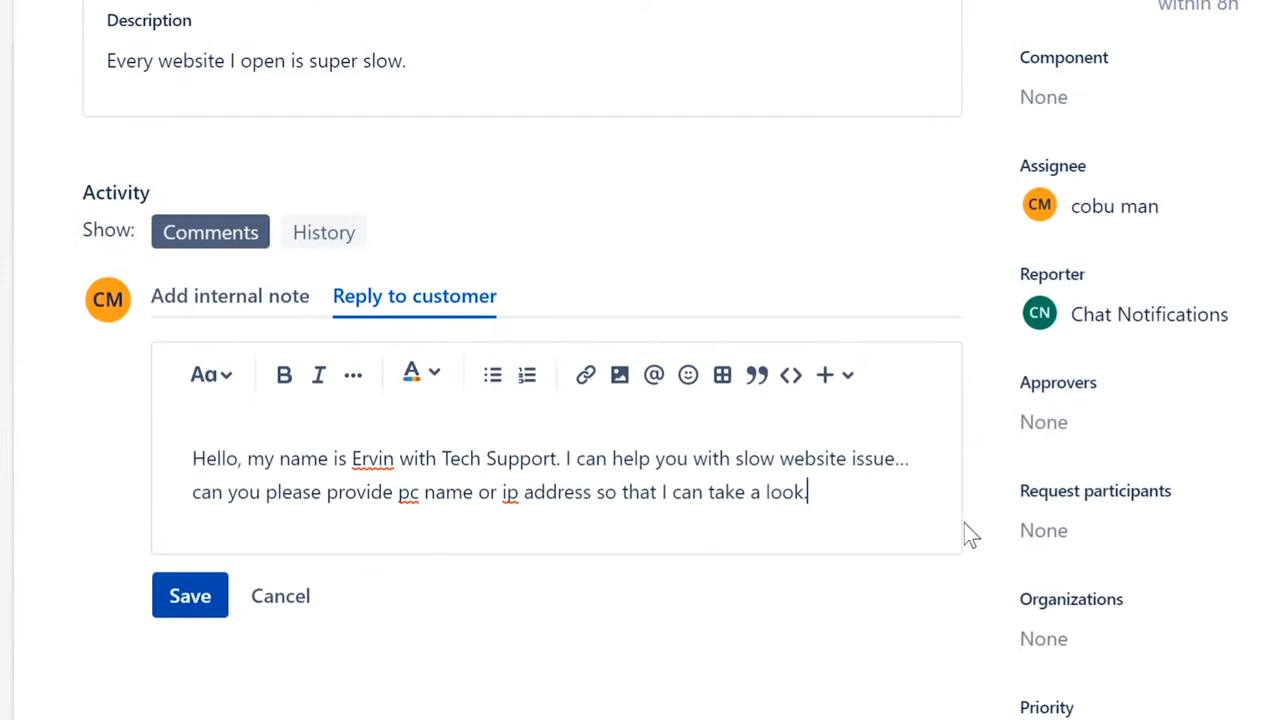 within 8h
Description
Every website I open is super slow.
Component
None
Assignee
CM cobu man
Activity
Show: Comments History
Reporter
CN Chat Notifications
CM Add internal note Reply to customer
Aa B I ... A @ <> +
Approvers
None
Hello, my name is Ervin with Tech Support. I can help you with slow website issue...
can you please provide pc name or ip address so that I can take a look.
Request participants
None
Save Cancel
Organizations
None
Priority